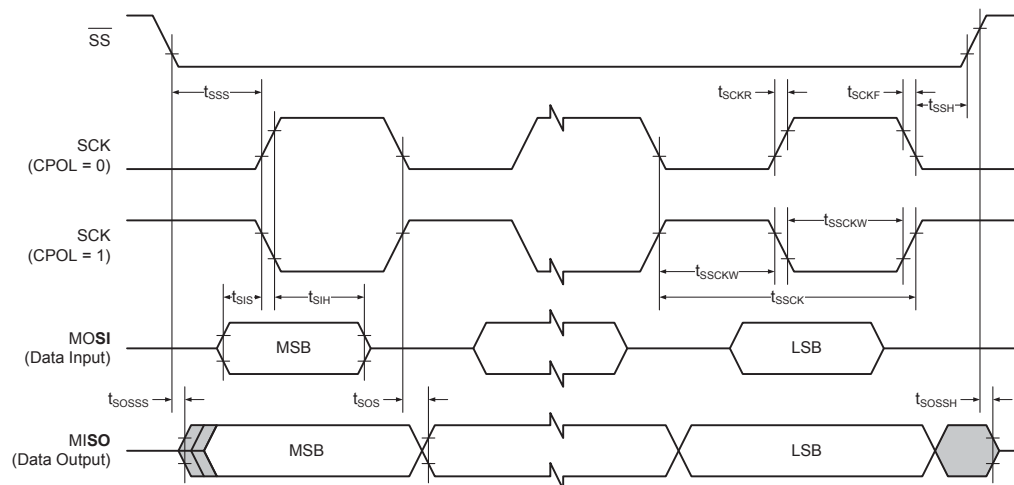 SS
tSSS
tSCKR
tSCKF
tSSH
SCK
(CPOL = 0)
SCK
(CPOL = 1)
tSSCKW
tSSCKW
tSSCK
tSIS
tSIH
MOSI
(Data Input)
MSB
LSB
tSOSSS
tSOS
tSOSSH
MISO
(Data Output)
MSB
LSB